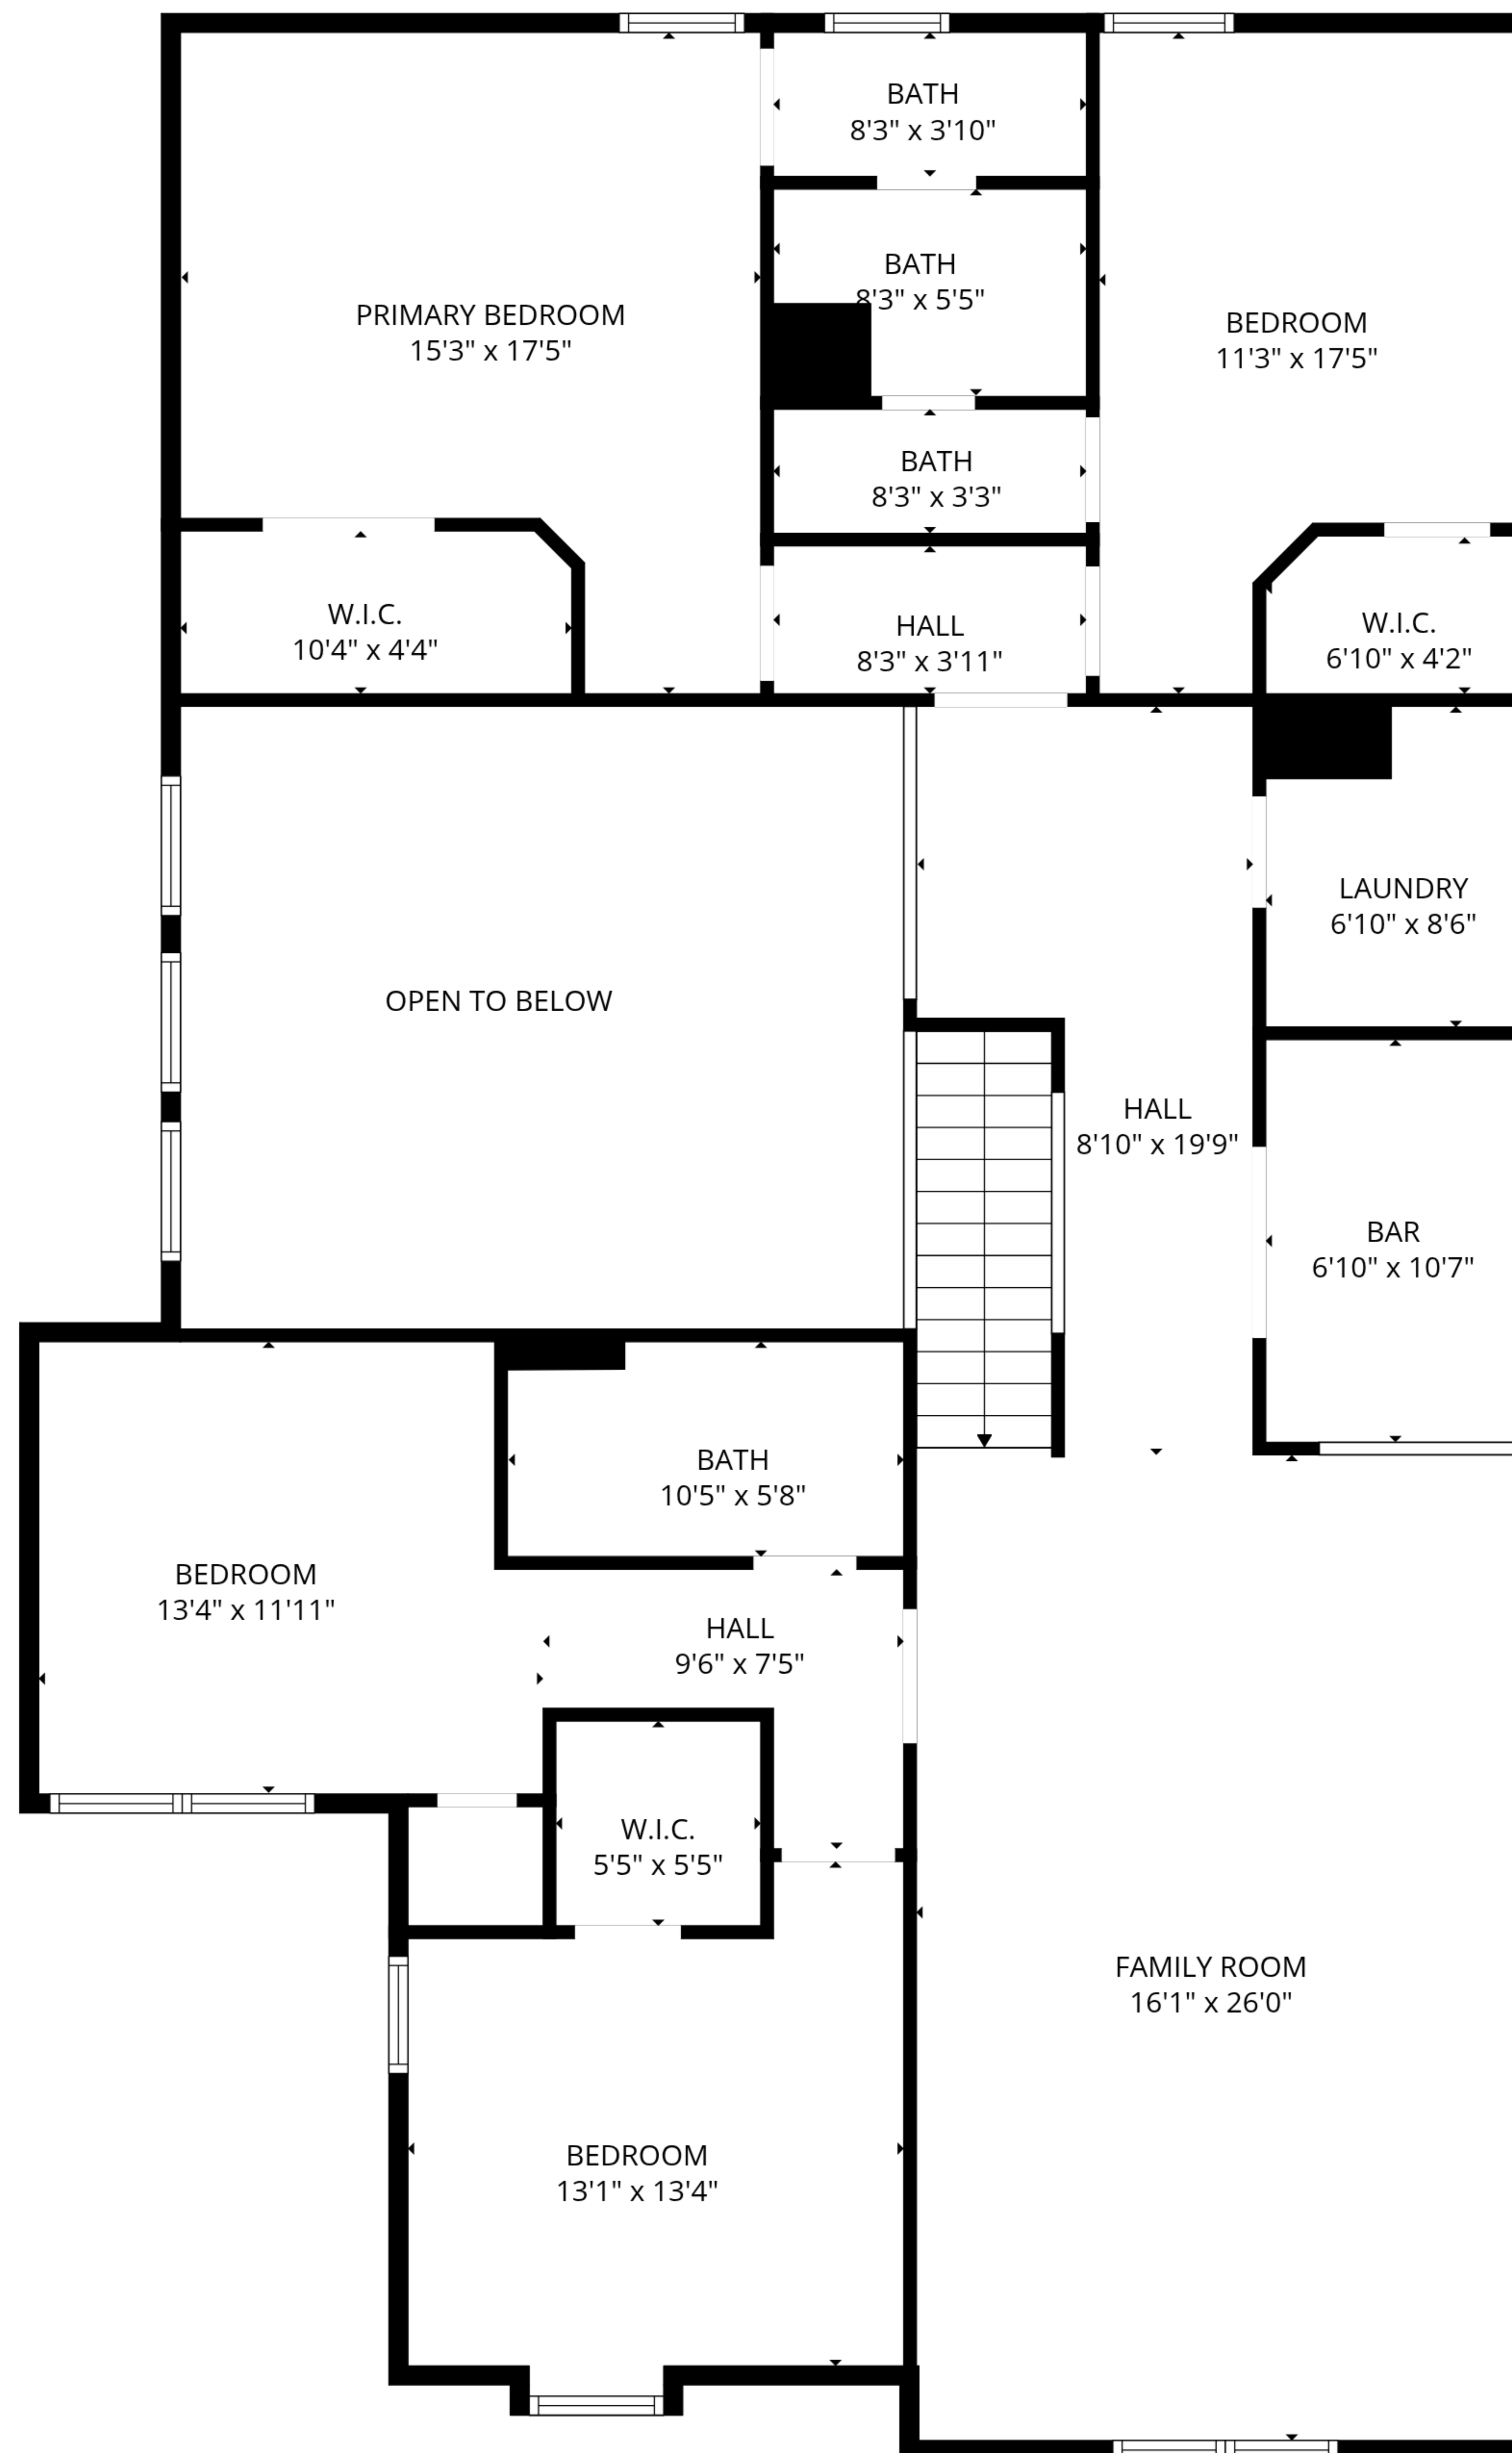 BATH
8'3" x 3'10"
BATH
8'3" x 5'5"
PRIMARY BEDROOM
15'3" x 17'5"
BEDROOM
11'3" x 17'5"
BATH
8'3" x 3'3"
W.I.C.
10'4" x 4'4"
HALL
8'3" x 3'11"
W.I.C.
6'10" x 4'2"
LAUNDRY
6'10" x 8'6"
OPEN TO BELOW
HALL
8'10" x 19'9"
BAR
6'10" x 10'7"
BATH
10'5" x 5'8"
BEDROOM
13'4" x 11'11"
HALL
9'6" x 7'5"
W.I.C.
5'5" x 5'5"
FAMILY ROOM
16'1" x 26'0"
BEDROOM
13'1" x 13'4"